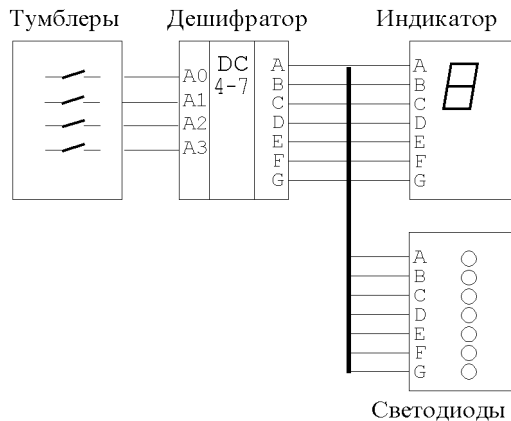 Тумблеры
Дешифратор
Индикатор
A0
A1
A2
A3
DC
4-7
A
B
C
D
E
F
G
A
B
C
D
E
F
G
A
B
C
D
E
F
G
Светодиоды